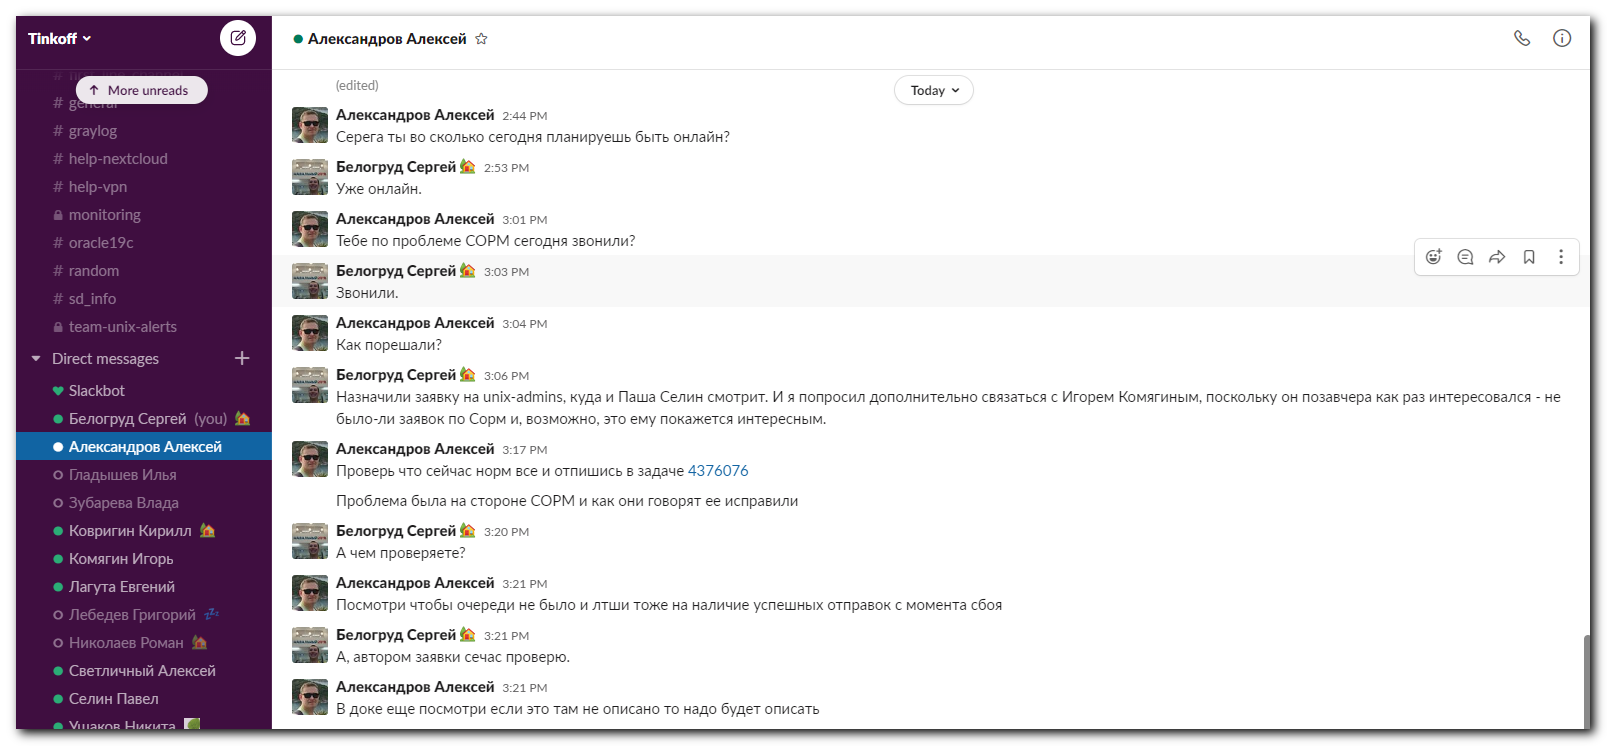 Tinkoff
More unreads
# general
# graylog
# help-nextcloud
# help-vpn
monitoring
# oracle19c
# random
# sd_info
team-unix-alerts
Direct messages
Slackbot
Белогруд Сергей (you)
Александров Алексей
Гладышев Илья
Зубарева Влада
Ковригин Кирилл
Комягин Игорь
Лагута Евгений
Лебедев Григорий
Николаев Роман
Светличный Алексей
Селин Павел
Ушаков Никита
Александров Алексей
(edited)
Today
Александров Алексей 2:44 PM
Серега ты во сколько сегодня планируешь быть онлайн?
Белогруд Сергей 2:53 PM
Уже онлайн.
Александров Алексей 3:01 PM
Тебе по проблеме СОРМ сегодня звонили?
Белогруд Сергей 3:03 PM
Звонили.
Александров Алексей 3:04 PM
Как порешали?
Белогруд Сергей 3:06 PM
Назначили заявку на unix-admins, куда и Паша Селин смотрит. И я попросил дополнительно связаться с Игорем Комягиным, поскольку он позавчера как раз интересовался - не
было-ли заявок по Сорм и, возможно, это ему покажется интересным.
Александров Алексей 3:17 PM
Проверь что сейчас норм все и отпишись в задаче 4376076
Проблема была на стороне СОРМ и как они говорят ее исправили
Белогруд Сергей 3:20 PM
А чем проверяете?
Александров Алексей 3:21 PM
Посмотри чтобы очереди не было и лтши тоже на наличие успешных отправок с момента сбоя
Белогруд Сергей 3:21 PM
А, автором заявки сечас проверю.
Александров Алексей 3:21 PM
В доке еще посмотри если это там не описано то надо будет описать